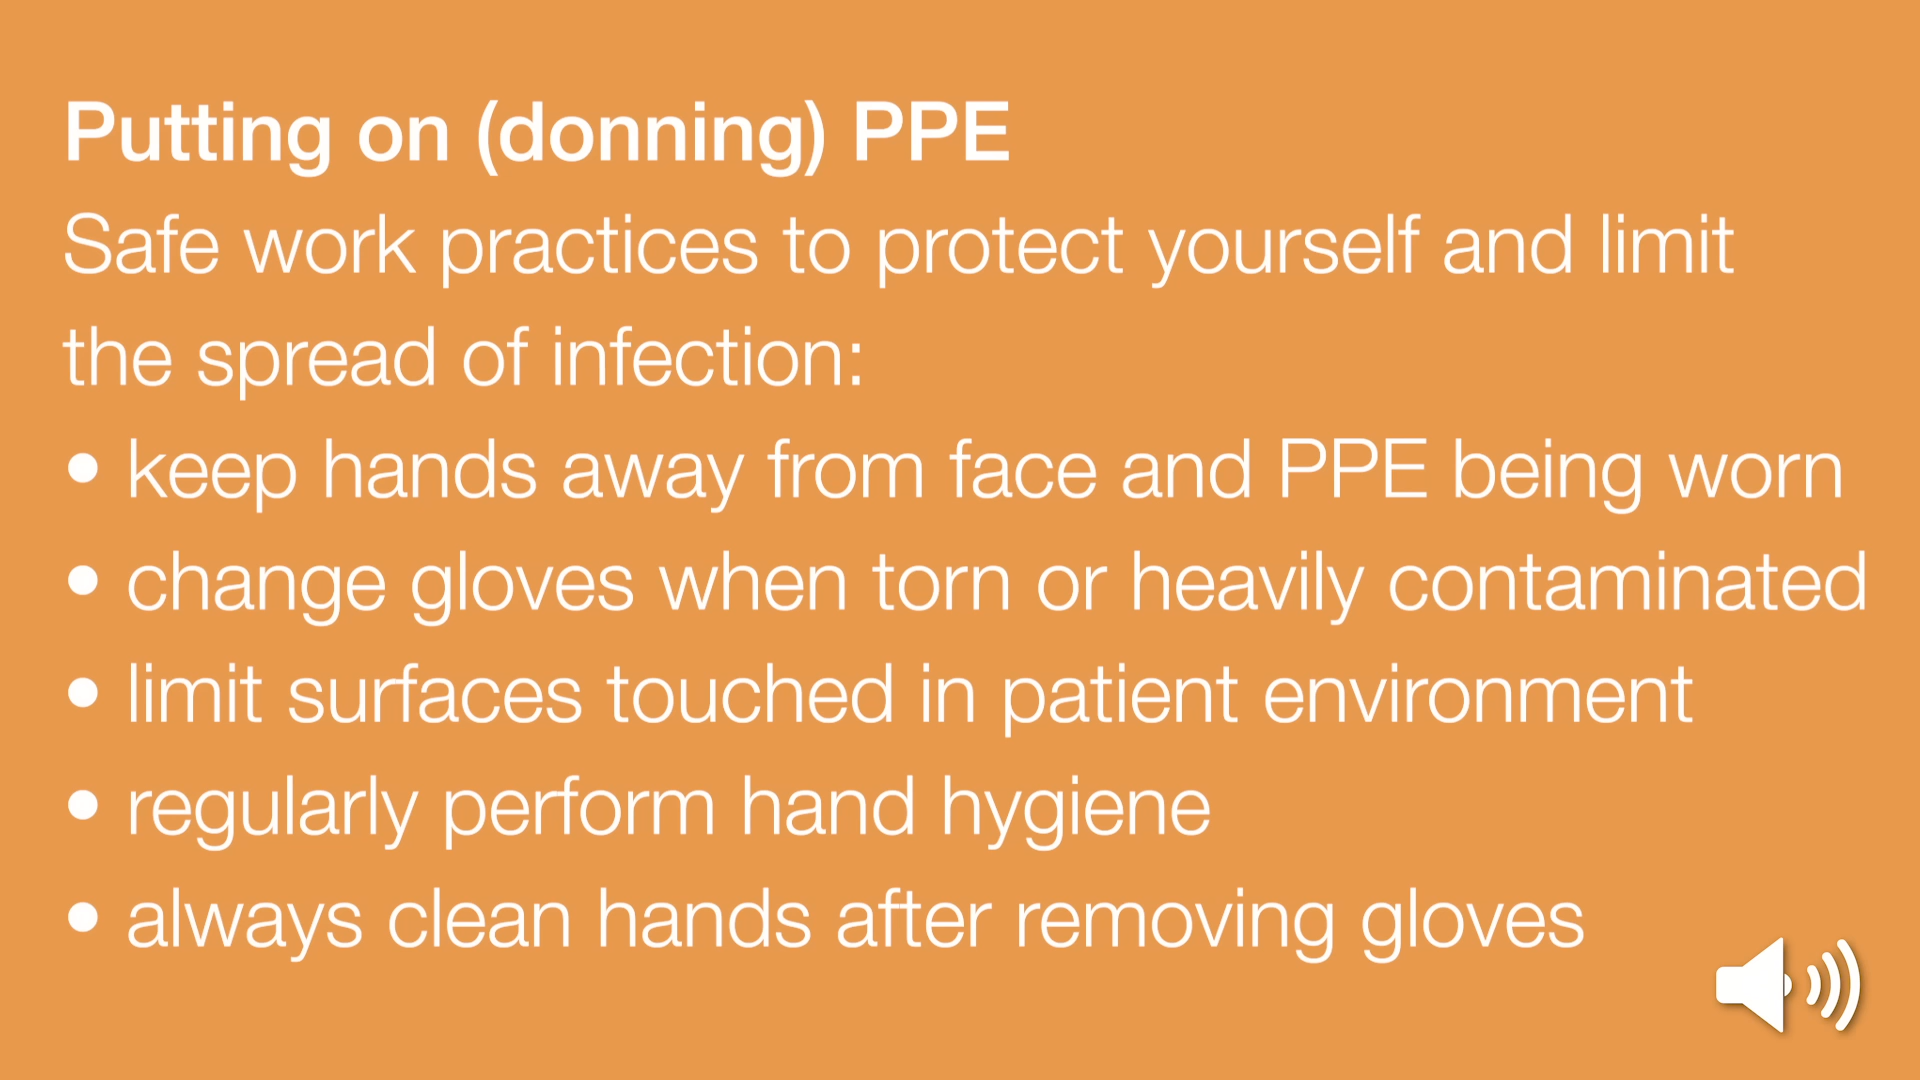 Putting on (donning) PPE
Safe work practices to protect yourself and limit
the spread of infection:
• keep hands away from face and PPE being worn
• change gloves when torn or heavily contaminated
• limit surfaces touched in patient environment
• regularly perform hand hygiene
• always clean hands after removing gloves